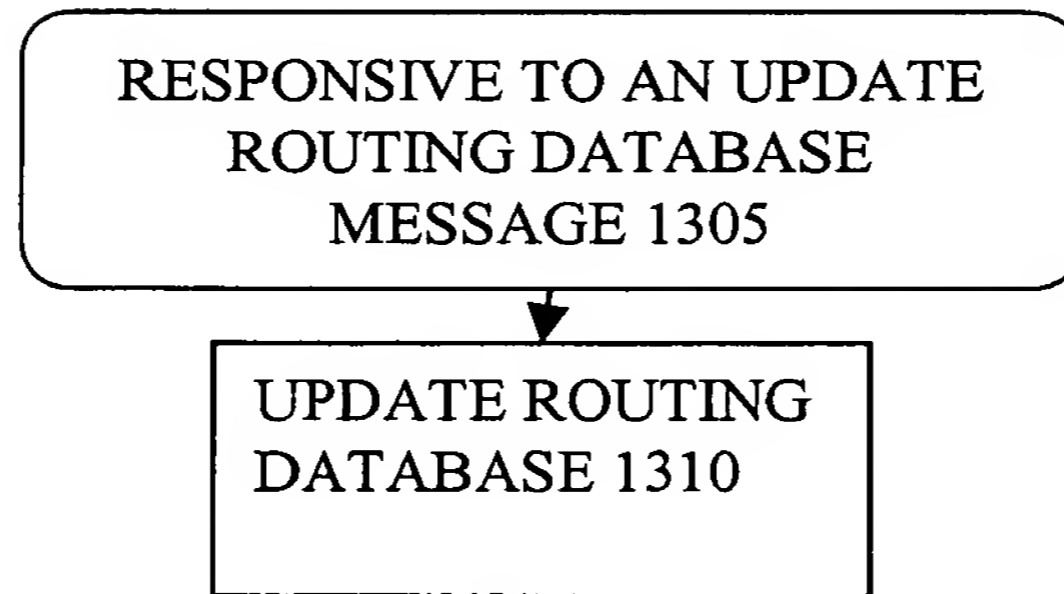 RESPONSIVE TO AN UPDATE
ROUTING DATABASE
MESSAGE 1305
UPDATE ROUTING
DATABASE 1310